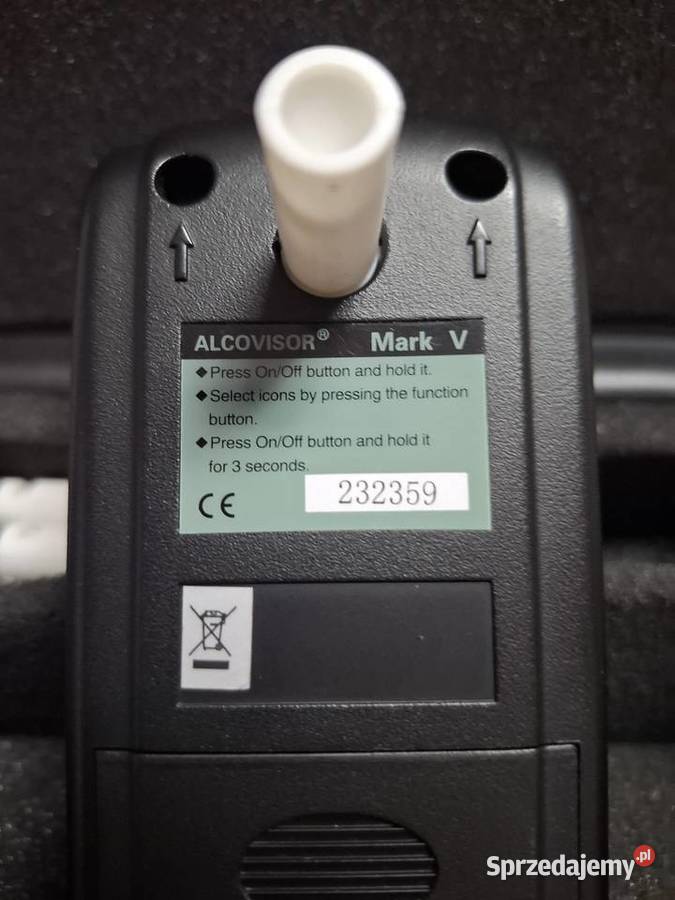 ALCOVISOR® Mark V
◆Press On/Off button and hold it.
◆Select icons by pressing the function
button.
◆Press On/Off button and hold it
for 3 seconds.
CE 232359
Sprzedajemy.pl